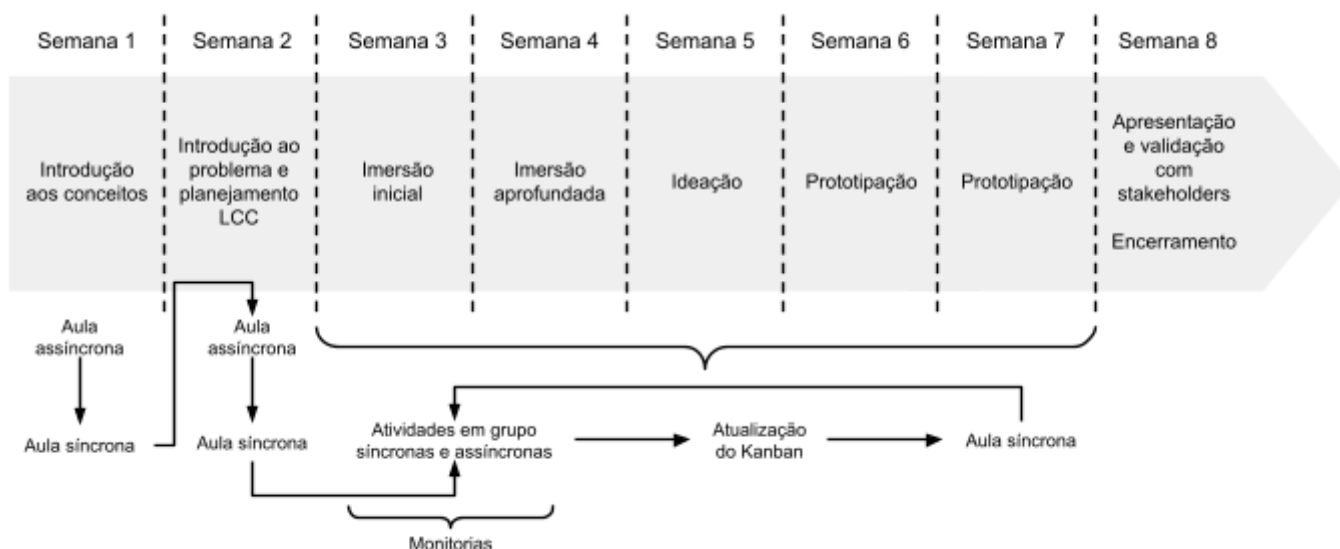 Semana 1 Semana 2 Semana 3 Semana 4 Semana 5 Semana 6 Semana 7 Semana 8
Introdução
aos conceitos
Introdução ao
problema e
planejamento
LCC
Imersão
inicial
Imersão
aprofundada
Ideação
Prototipação
Prototipação
Apresentação
e validação
com
stakeholders
Encerramento
Aula
assíncrona
Aula
assíncrona
Aula síncrona
Aula síncrona
Atividades em grupo
síncronas e assíncronas
Atualização
do Kanban
Aula síncrona
Monitorias